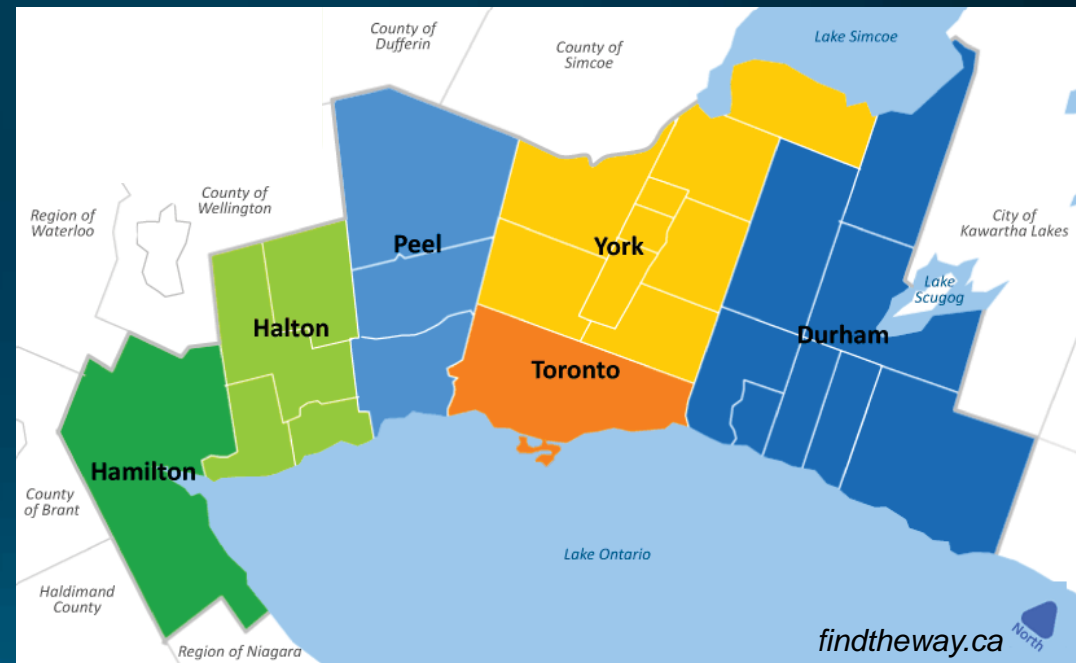 County of
Dufferin
County of
Simcoe
Lake Simcoe
County of
Wellington
Region of
Waterloo
City of
Kawartha Lakes
Peel
York
Lake
Scugog
Halton
Durham
Toronto
Hamilton
County
of Brant
Lake Ontario
Haldimand
County
Region of Niagara
findtheway.ca
North